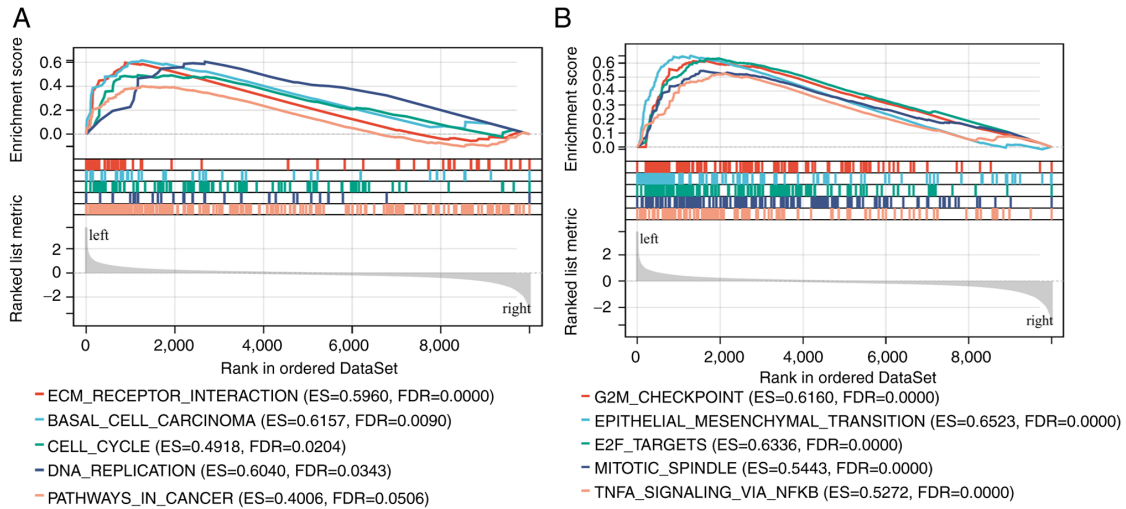 A
Enrichment score
0.6
0.4
0.2
0.0
Ranked list metric
left
2
0
−2
right
0
2,000
4,000
6,000
8,000
Rank in ordered DataSet
ECM_RECEPTOR_INTERACTION (ES=0.5960, FDR=0.0000)
BASAL_CELL_CARCINOMA (ES=0.6157, FDR=0.0090)
CELL_CYCLE (ES=0.4918, FDR=0.0204)
DNA_REPLICATION (ES=0.6040, FDR=0.0343)
PATHWAYS_IN_CANCER (ES=0.4006, FDR=0.0506)
B
Enrichment score
0.6
0.5
0.4
0.3
0.2
0.1
0.0
Ranked list metric
left
2
0
−2
right
0
2,000
4,000
6,000
8,000
Rank in ordered DataSet
G2M_CHECKPOINT (ES=0.6160, FDR=0.0000)
EPITHELIAL_MESENCHYMAL_TRANSITION (ES=0.6523, FDR=0.0000)
E2F_TARGETS (ES=0.6336, FDR=0.0000)
MITOTIC_SPINDLE (ES=0.5443, FDR=0.0000)
TNFA_SIGNALING_VIA_NFKB (ES=0.5272, FDR=0.0000)